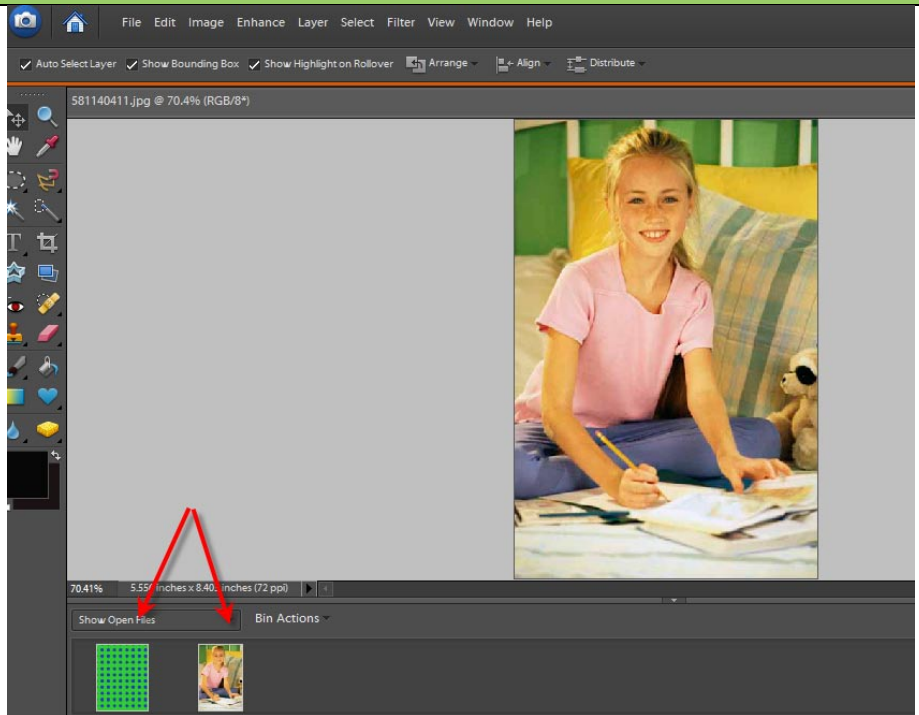 File Edit Image Enhance Layer Select Filter View Window Help
Auto Select Layer Show Bounding Box Show Highlight on Rollover Arrange Align Distribute
581140411.jpg @ 70.4% (RGB/8*)
T
70.41% inches x 8.403 inches (72 ppi)
Show Open Files Bin Actions